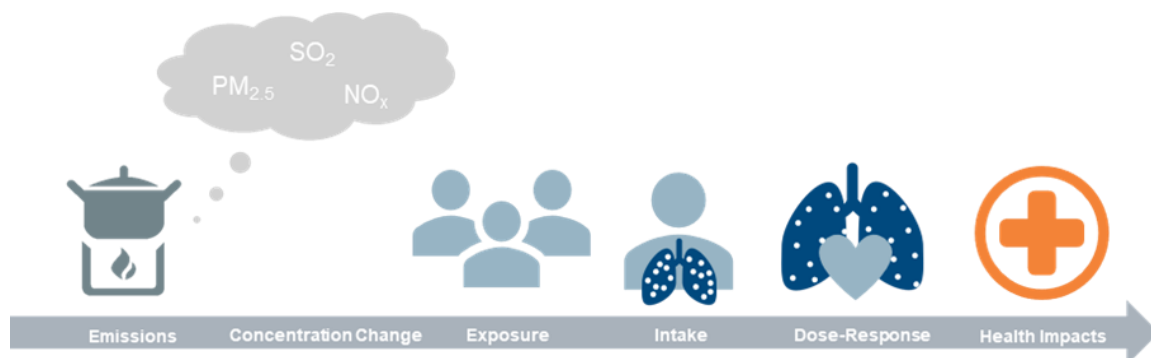 SO₂
PM₂.₅
NOₓ
Emissions
Concentration Change
Exposure
Intake
Dose-Response
Health Impacts